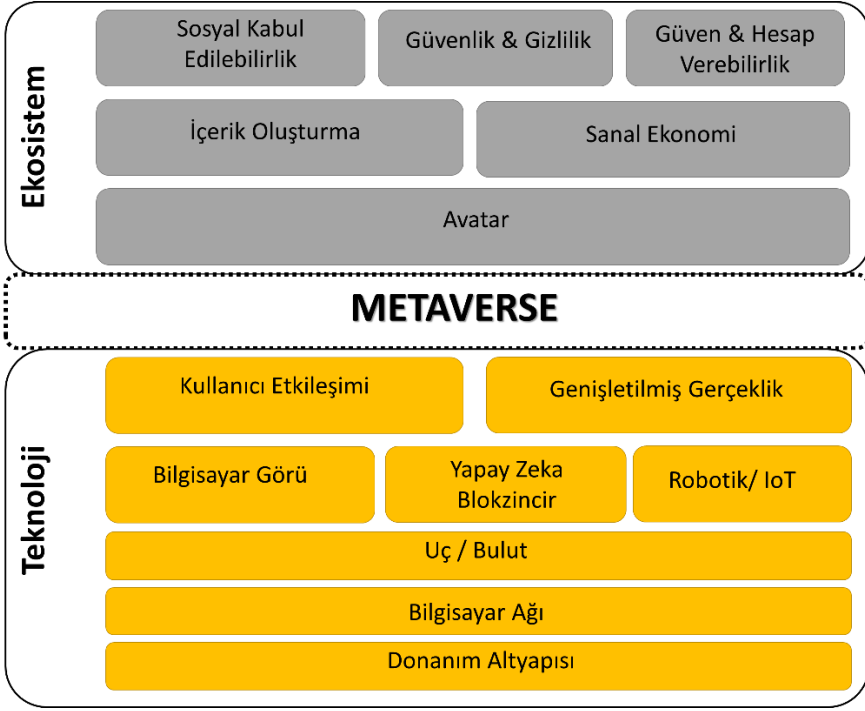 Ekosistem
Sosyal Kabul
Edilebilirlik
Güvenlik & Gizlilik
Güven & Hesap
Verebilirlik
İçerik Oluşturma
Sanal Ekonomi
Avatar
METAVERSE
Teknoloji
Kullanıcı Etkileşimi
Genişletilmiş Gerçeklik
Bilgisayar Görü
Yapay Zeka
Blokzincir
Robotik/ IoT
Uç / Bulut
Bilgisayar Ağı
Donanım Altyapısı